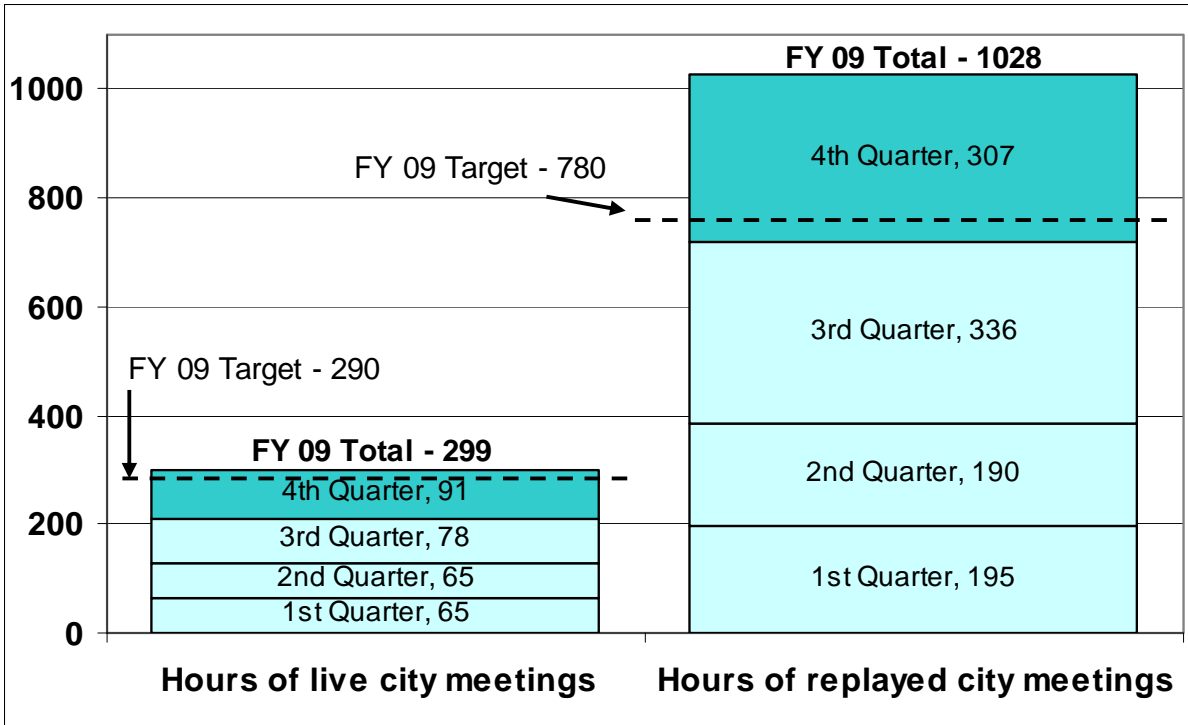 FY 09 Total - 1028
1000
4th Quarter, 307
FY 09 Target - 780
800
3rd Quarter, 336
600
FY 09 Target - 290
400
FY 09 Total - 299
2nd Quarter, 190
4th Quarter, 91
200
3rd Quarter, 78
2nd Quarter, 65
1st Quarter, 195
1st Quarter, 65
0
Hours of live city meetings
Hours of replayed city meetings